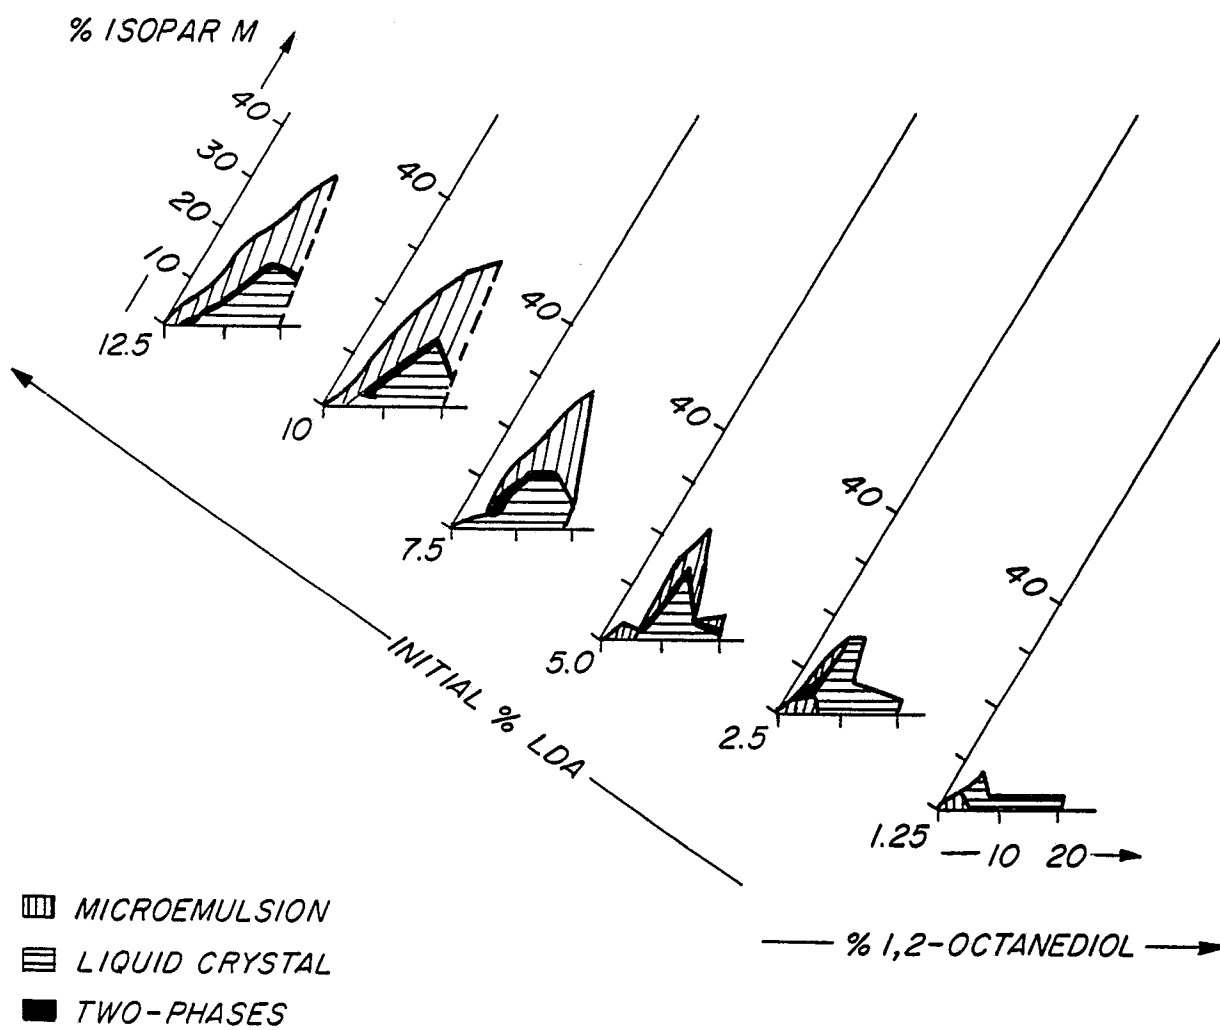 % ISOPAR M
40
30
20
10
12.5
40
10
40
7.5
40
5.0
40
2.5
40
1.25
10 20
INITIAL % LDA
% 1,2-OCTANEDIOL
MICROEMULSION
LIQUID CRYSTAL
TWO-PHASES